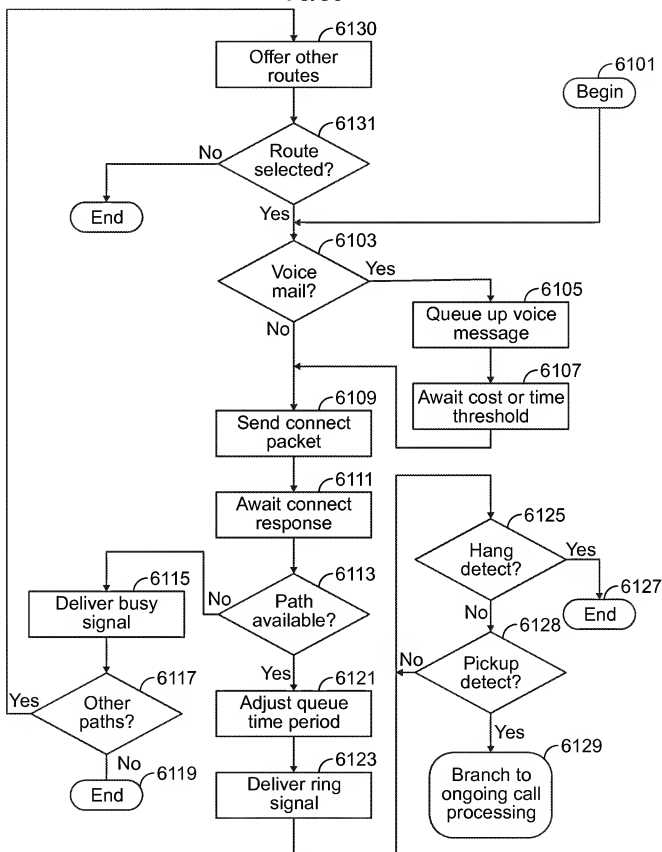 6130
Offer other
routes
6101
Begin
6131
Route
selected?
No
End
Yes
6103
Voice
mail?
Yes
6105
Queue up voice
message
No
6107
Await cost or time
threshold
6109
Send connect
packet
6111
Await connect
response
6125
Hang
detect?
Yes
6127
End
No
6113
Path
available?
No
6115
Deliver busy
signal
6128
Pickup
detect?
No
Yes
6121
Adjust queue
time period
6117
Other
paths?
Yes
No
6119
End
6123
Deliver ring
signal
Yes
6129
Branch to
ongoing call
processing